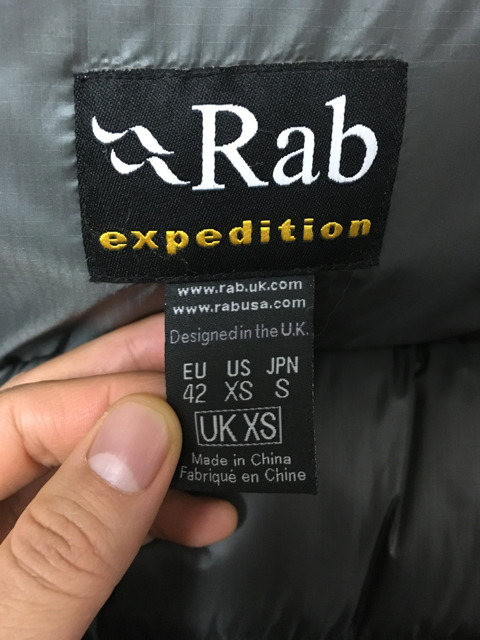 Rab
expedition
www.rab.uk.com
www.rabusa.com
Designed in the U.K.
EU US JPN
42 XS S
UK XS
Made in China
Fabriqué en Chine